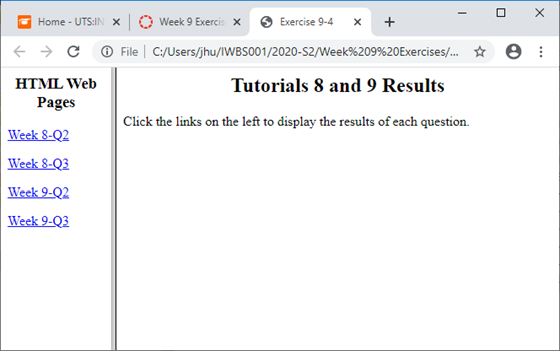 Home - UTS:IN
Week 9 Exercis
Exercise 9-4
File
C:/Users/jhu/IWBS001/2020-S2/Week%209%20Exercises/...
HTML Web
Pages
Week 8-Q2
Week 8-Q3
Week 9-Q2
Week 9-Q3
Tutorials 8 and 9 Results
Click the links on the left to display the results of each question.